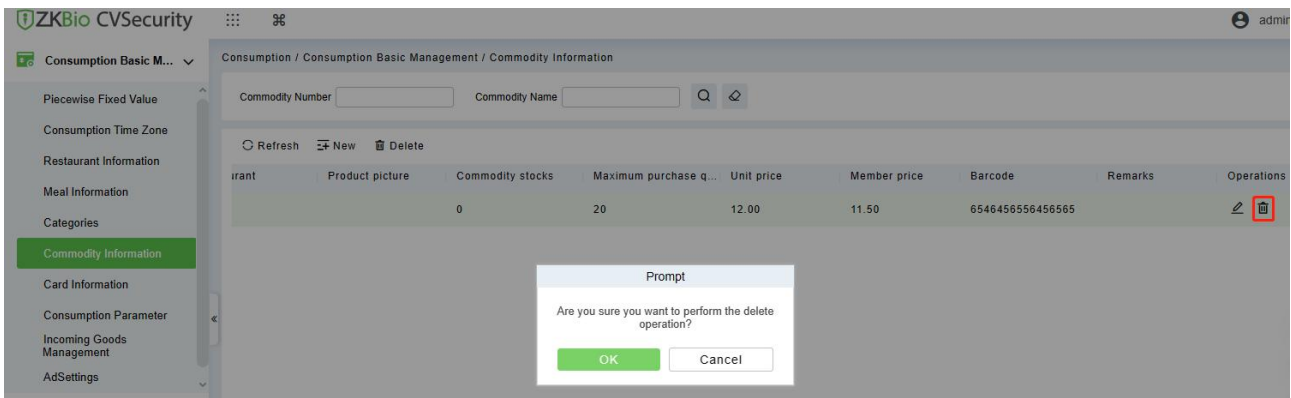 ZKBio CVSecurity
admin
Consumption Basic M...
Consumption / Consumption Basic Management / Commodity Information
Piecewise Fixed Value
Consumption Time Zone
Restaurant Information
Meal Information
Categories
Commodity Information
Card Information
Consumption Parameter
Incoming Goods
Management
AdSettings
Commodity Number
Commodity Name
Refresh New Delete
urant Product picture Commodity stocks Maximum purchase q... Unit price Member price Barcode Remarks Operations
0 20 12.00 11.50 6546456556456565
Prompt
Are you sure you want to perform the delete
operation?
OK Cancel